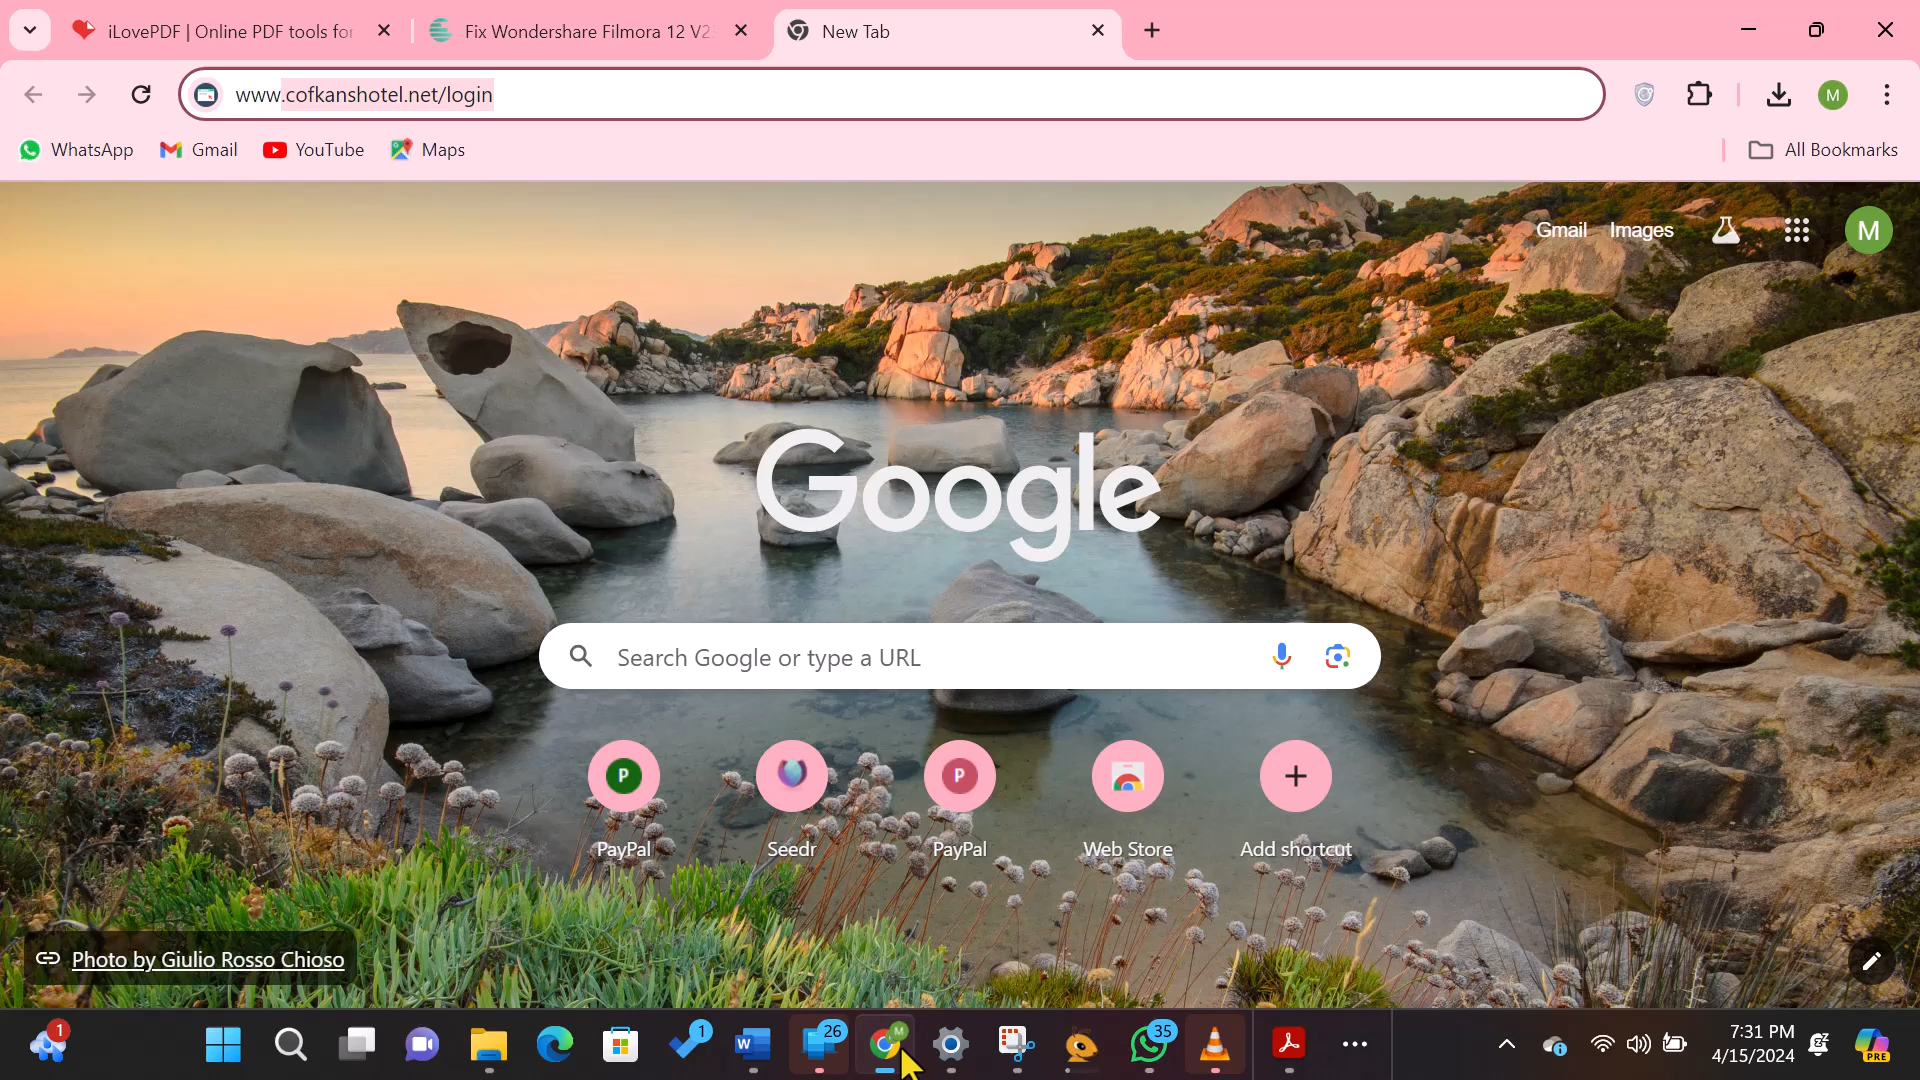 iLovePDF | Online PDF tools for
Fix Wondershare Filmora 12 V2
New Tab
www.cofkanshotel.net/login
M
WhatsApp
Gmail
YouTube
Maps
All Bookmarks
Gmail
Images
M
Google
Search Google or type a URL
P
P
PayPal
Seedr
PayPal
Web Store
Add shortcut
Photo by Giulio Rosso Chioso
1
1
W
26
M
35
PRE
7:31 PM
4/15/2024